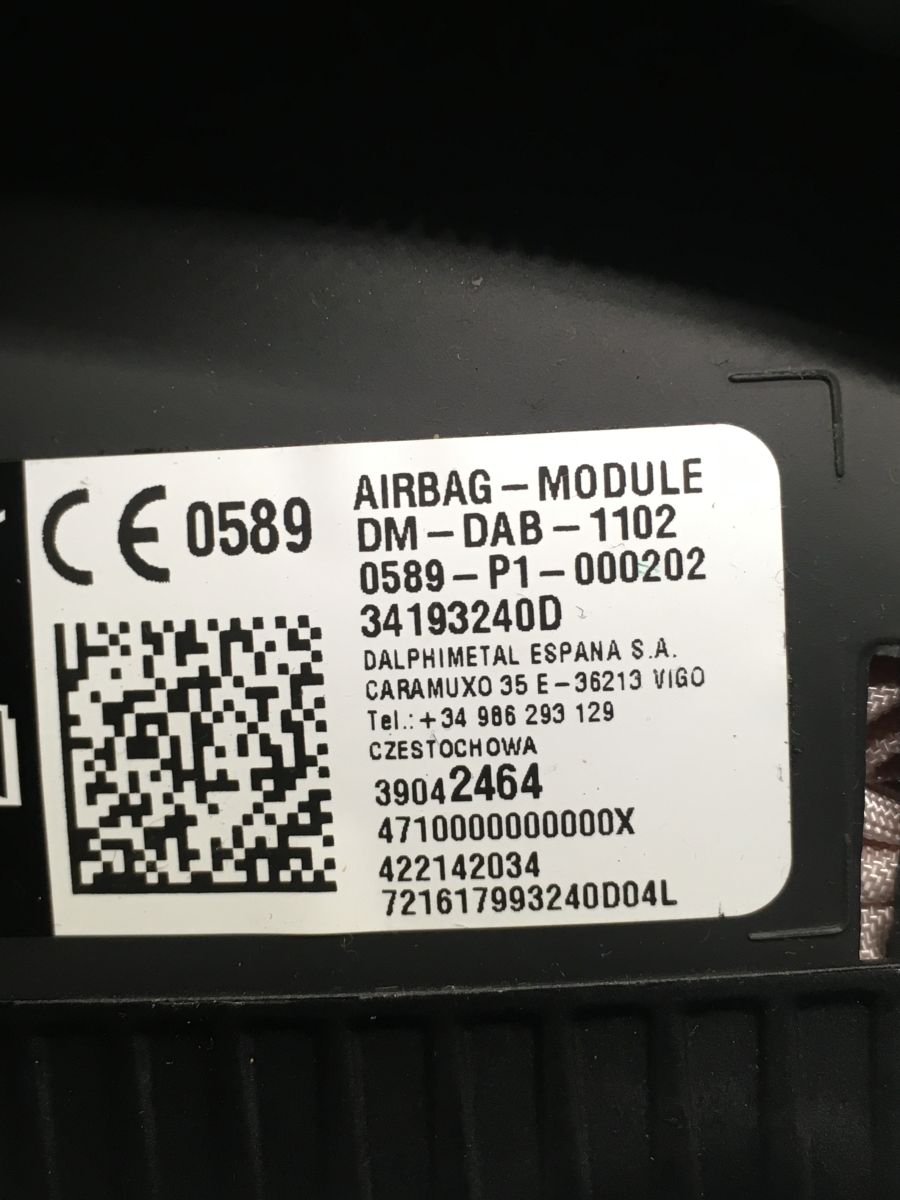 CE 0589
AIRBAG-MODULE
DM-DAB-1102
0589-P1-000202
34193240D
DALPHIMETAL ESPANA S.A.
CARAMUXO 35 E-36213 VIGO
Tel.: +34 986 293 129
CZESTOCHOWA
39042464
4710000000000X
422142034
721617993240D04L